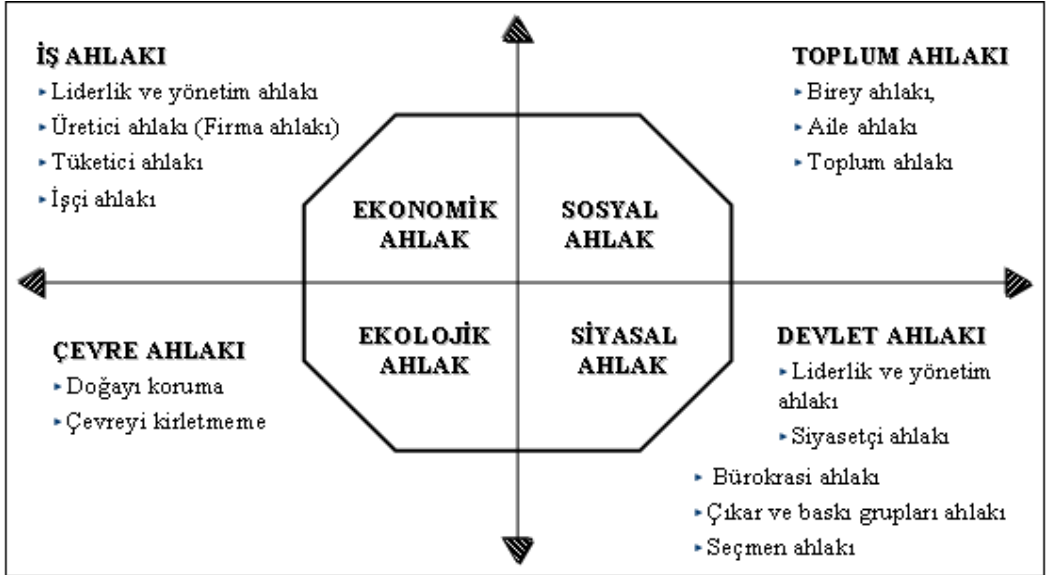 İŞ AHLAKI
▸Liderlik ve yönetim ahlakı
▸Üretici ahlakı (Firma ahlakı)
▸Tüketici ahlakı
▸İşçi ahlakı
TOPLUM AHLAKI
▸Birey ahlakı,
▸Aile ahlakı
▸Toplum ahlakı
EKONOMİK
AHLAK
SOSYAL
AHLAK
EKOLOJİK
AHLAK
SİYASAL
AHLAK
ÇEVRE AHLAKI
▸Doğayı koruma
▸Çevreyi kirletmeme
DEVLET AHLAKI
▸Liderlik ve yönetim
ahlakı
▸Siyasetçi ahlakı
▸Bürokrasi ahlakı
▸Çıkar ve baskı grupları ahlakı
▸Seçmen ahlakı